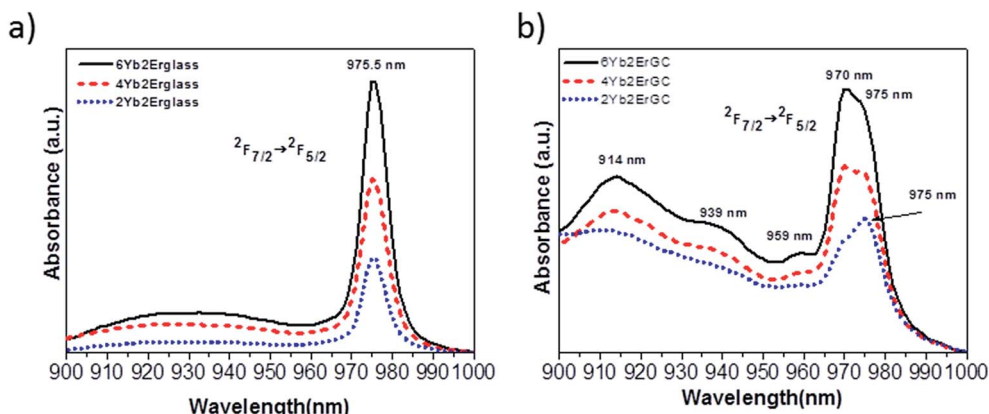 a)
6Yb2Erglass
4Yb2Erglass
2Yb2Erglass
975.5 nm
²F₇/₂→²F₅/₂
Absorbance (a.u.)
900 910 920 930 940 950 960 970 980 990 1000
Wavelength(nm)
b)
6Yb2ErGC
4Yb2ErGC
2Yb2ErGC
970 nm
975 nm
²F₇/₂→²F₅/₂
914 nm
939 nm
959 nm
975 nm
Absorbance (a.u.)
900 910 920 930 940 950 960 970 980 990 1000
Wavelength(nm)